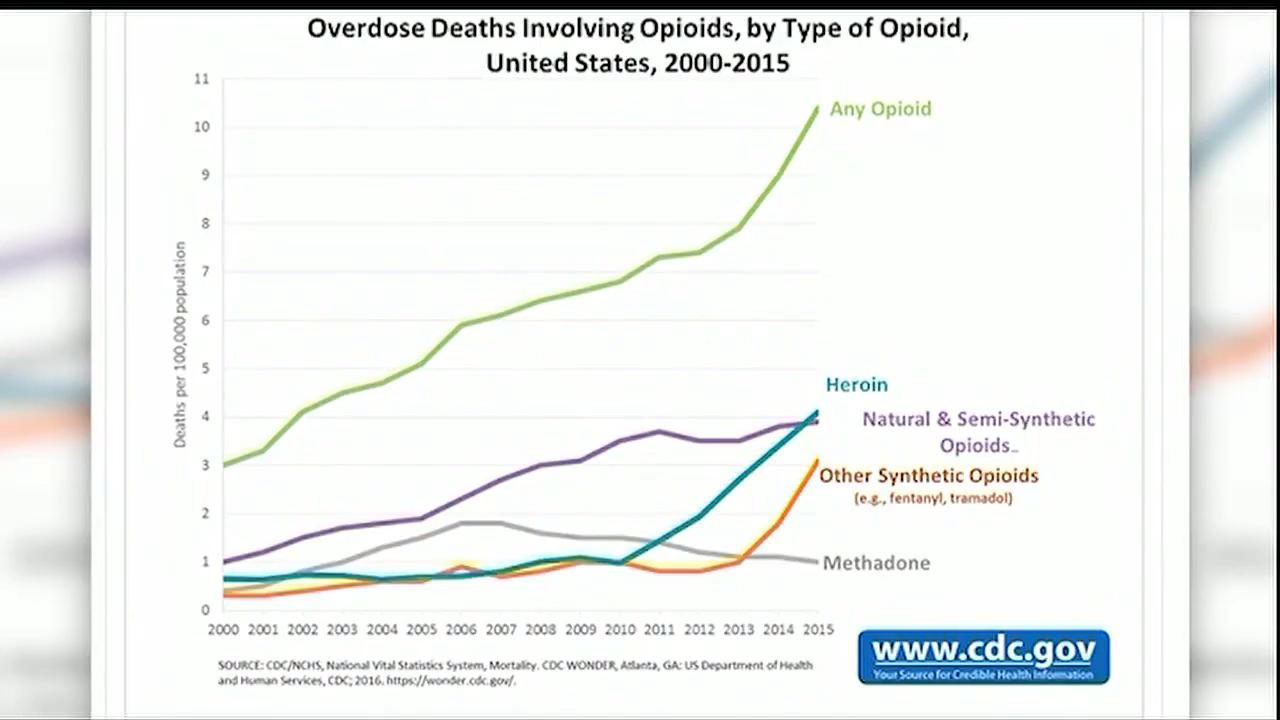 Overdose Deaths Involving Opioids, by Type of Opioid,
United States, 2000-2015
11
10
9
8
7
6
5
4
3
2
1
0
Deaths per 100,000 population
Any Opioid
Heroin
Natural & Semi-Synthetic
Opioids
Other Synthetic Opioids
(e.g., fentanyl, tramadol)
Methadone
2000 2001 2002 2003 2004 2005 2006 2007 2008 2009 2010 2011 2012 2013 2014 2015
SOURCE: CDC/NCHS, National Vital Statistics System, Mortality. CDC WONDER, Atlanta, GA: US Department of Health
and Human Services, CDC; 2016. https://wonder.cdc.gov/.
www.cdc.gov
Your Source for Credible Health Information